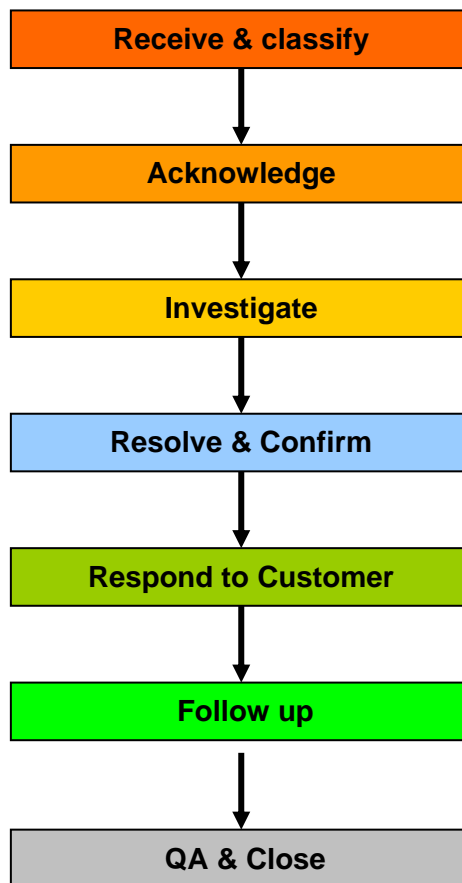 Receive & classify
Acknowledge
Investigate
Resolve & Confirm
Respond to Customer
Follow up
QA & Close